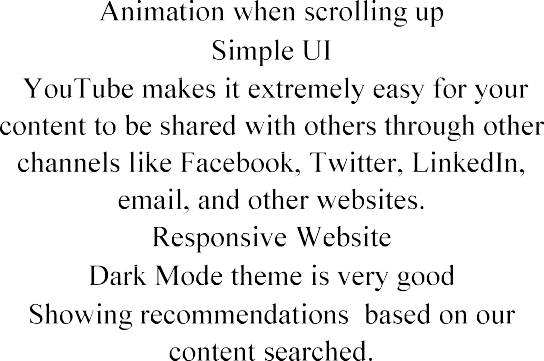 Animation when scrolling up
Simple UI
YouTube makes it extremely easy for your
content to be shared with others through other
channels like Facebook, Twitter, LinkedIn,
email, and other websites.
Responsive Website
Dark Mode theme is very good
Showing recommendations  based on our
content searched.